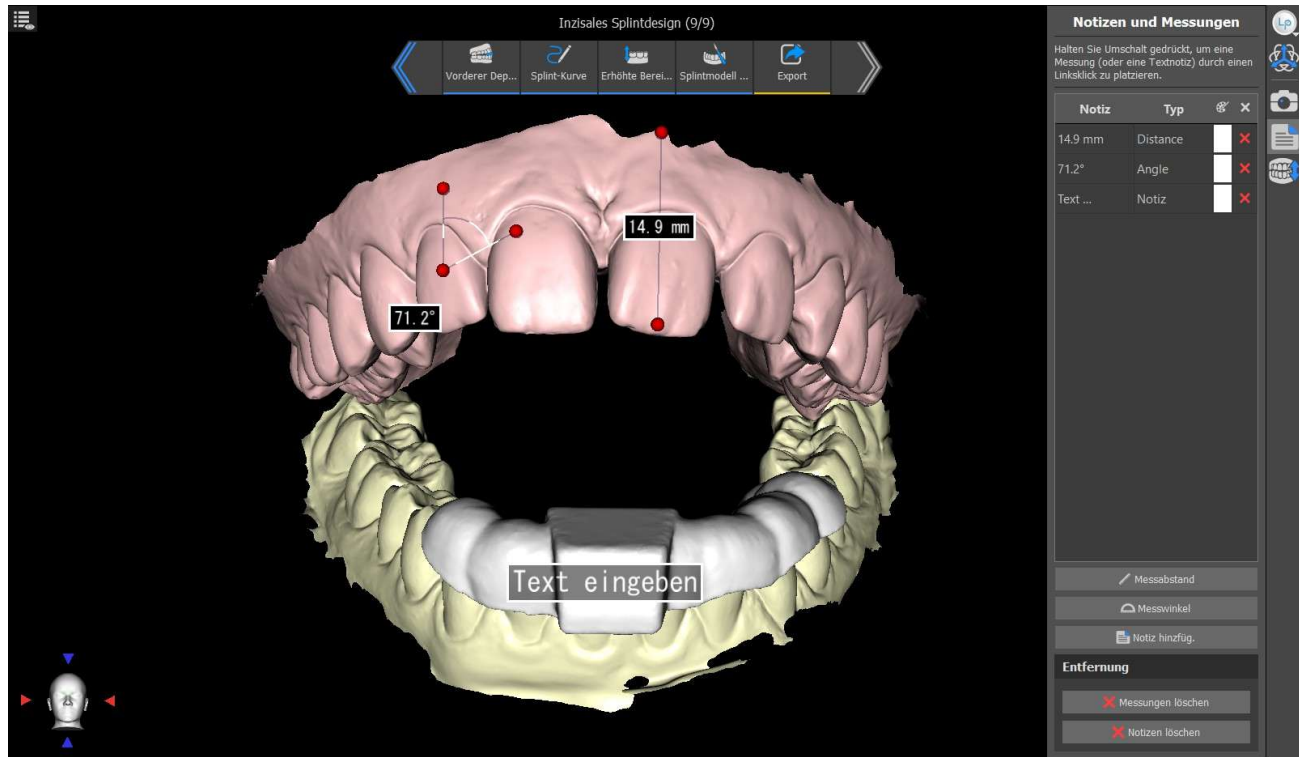 Inzisales Splintdesign (9/9)
Vorderer Dep...
Splint-Kurve
Erhöhte Berei...
Splintmodell ...
Export
14.9 mm
71.2°
Text eingeben
Notizen und Messungen
Halten Sie Umschalt gedrückt, um eine
Messung (oder eine Textnotiz) durch einen
Linksklick zu platzieren.
Notiz Typ
14.9 mm Distance
71.2° Angle
Text ... Notiz
Messabstand
Messwinkel
Notiz hinzfüg.
Entfernung
Messungen löschen
Notizen löschen
Lp